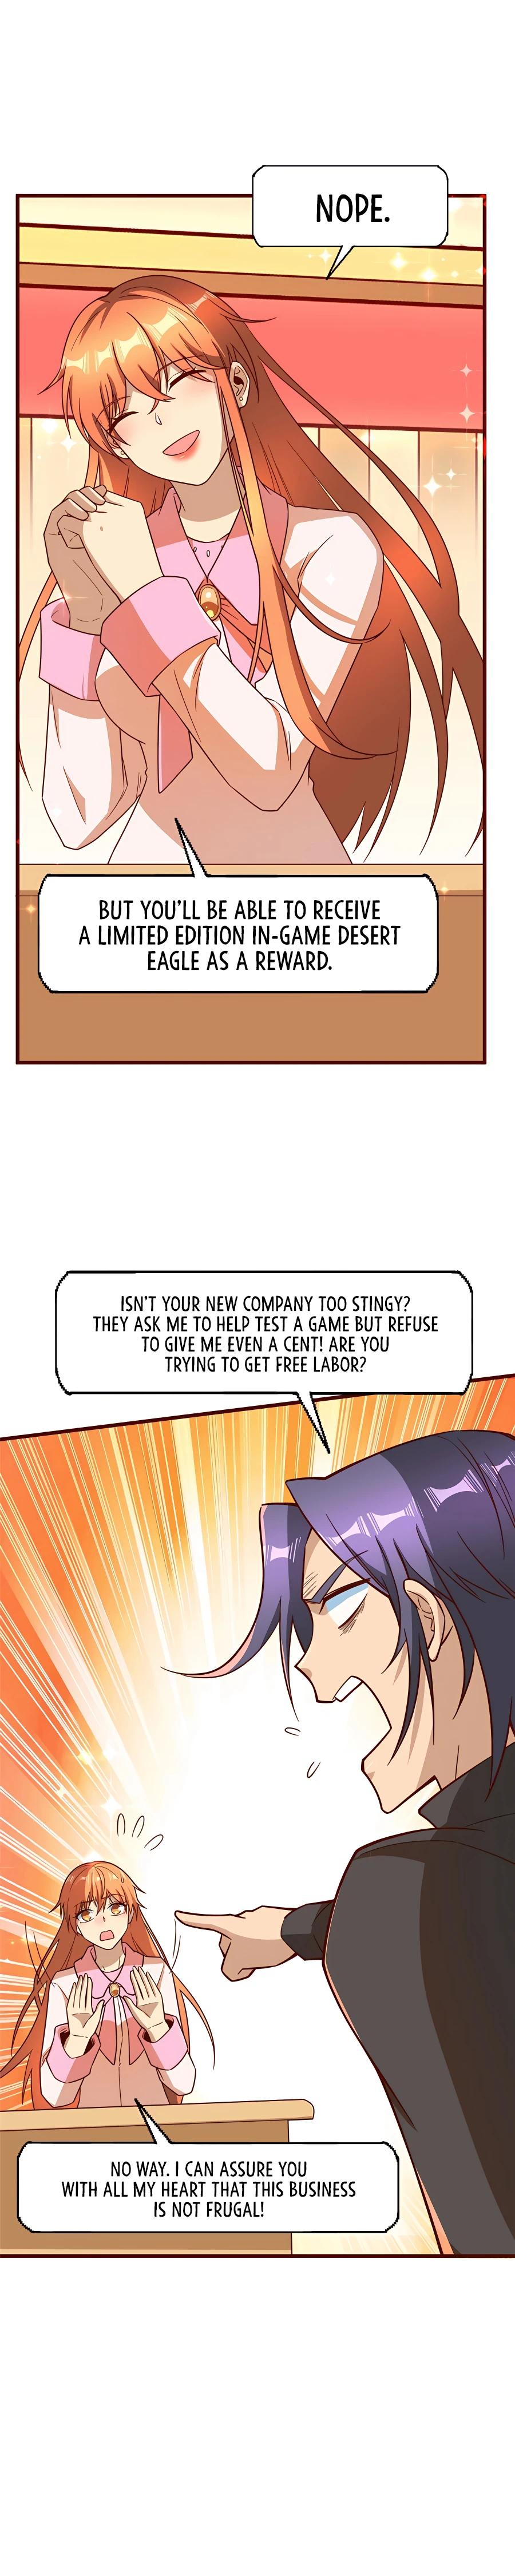 NOPE.
BUT YOU'LL BE ABLE TO RECEIVE
A LIMITED EDITION IN-GAME DESERT
EAGLE AS A REWARD.
ISN'T YOUR NEW COMPANY TOO STINGY?
THEY ASK ME TO HELP TEST A GAME BUT REFUSE
TO GIVE ME EVEN A CENT! ARE YOU
TRYING TO GET FREE LABOR?
NO WAY. I CAN ASSURE YOU
WITH ALL MY HEART THAT THIS BUSINESS
IS NOT FRUGAL!